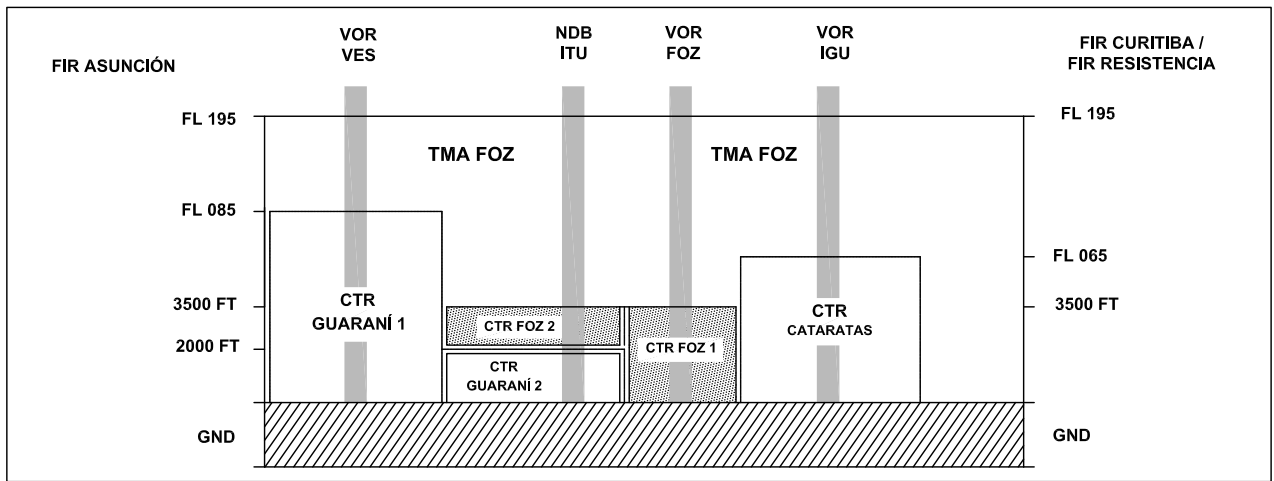 VOR
VES
NDB
ITU
VOR
FOZ
VOR
IGU
FIR ASUNCIÓN
FIR CURITIBA /
FIR RESISTENCIA
FL 195
FL 195
TMA FOZ
TMA FOZ
FL 085
FL 065
3500 FT
3500 FT
2000 FT
CTR
GUARANÍ 1
CTR FOZ 2
CTR
GUARANÍ 2
CTR FOZ 1
CTR
CATARATAS
GND
GND